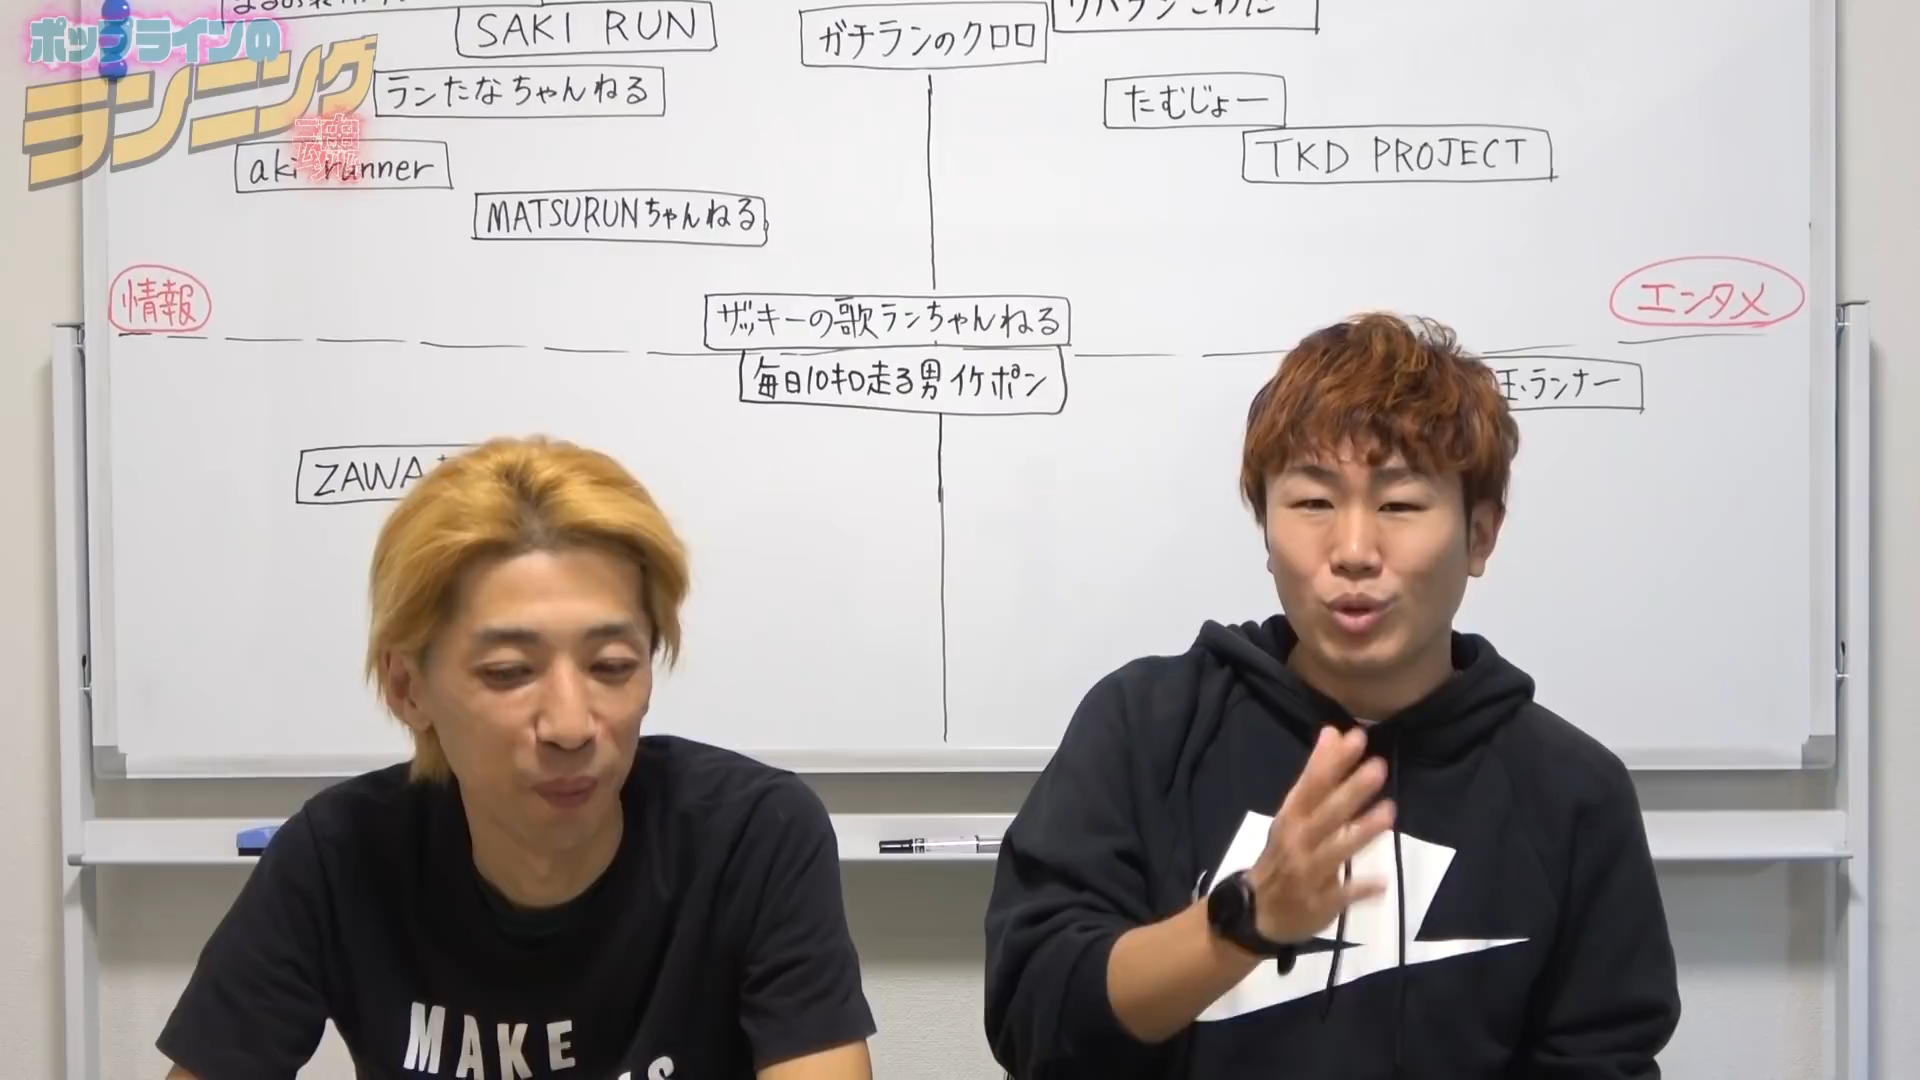 ポップラインの
ランニング
魂
SAKI RUN
ガチランのクロロ
ランたなちゃんねる
たむじょー
aki runner
TKD PROJECT
MATSURUNちゃんねる
情報
エンタメ
ザッキーの歌ランちゃんねる
毎日10キロ走る男イケポン
・ランナー
ZAWA
MAKE